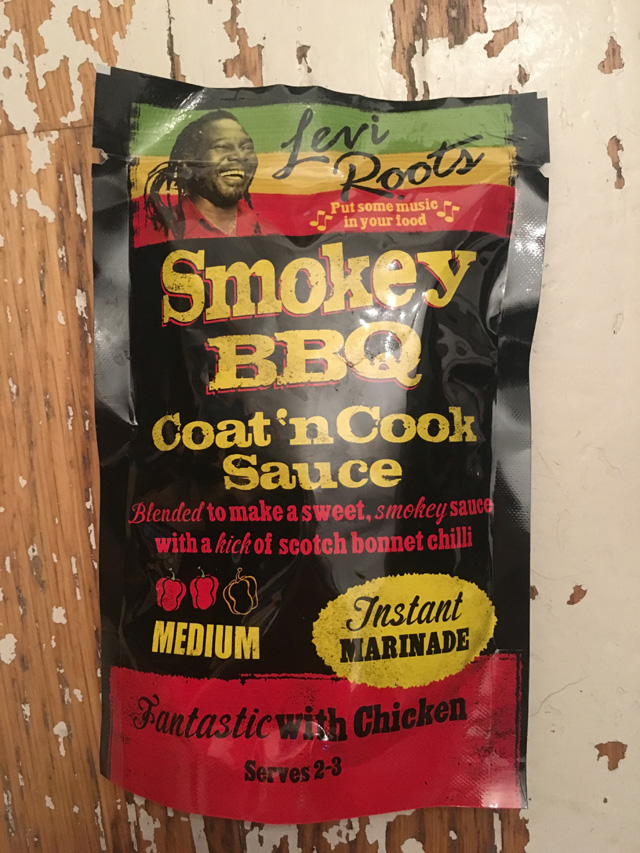 Levi
Roots
Put some music
in your food
Smokey
BBQ
Coat 'n Cook
Sauce
Blended to make a sweet, smokey sauce
with a kick of scotch bonnet chilli
MEDIUM
Instant
MARINADE
Fantastic with Chicken
Serves 2-3